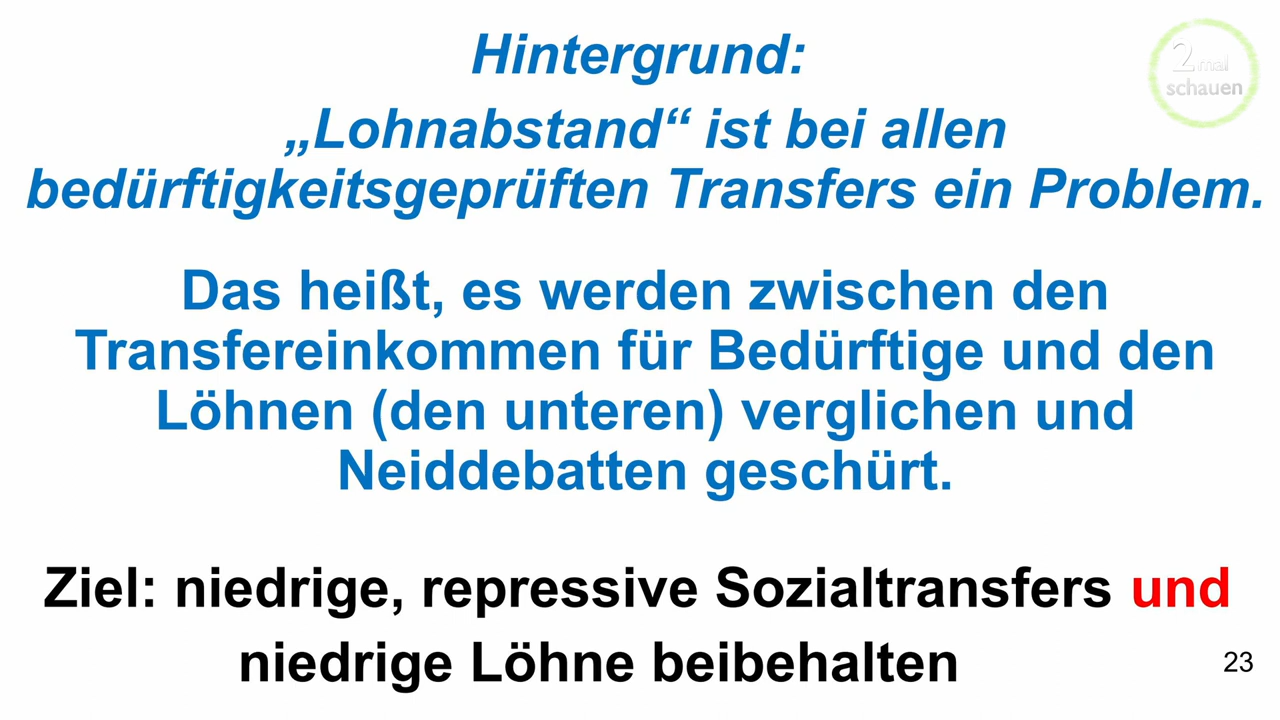 Hintergrund:
2mal
schauen
„Lohnabstand“ ist bei allen
bedürftigkeitsgeprüften Transfers ein Problem.
Das heißt, es werden zwischen den
Transfereinkommen für Bedürftige und den
Löhnen (den unteren) verglichen und
Neiddebatten geschürt.
Ziel: niedrige, repressive Sozialtransfers und
niedrige Löhne beibehalten
23